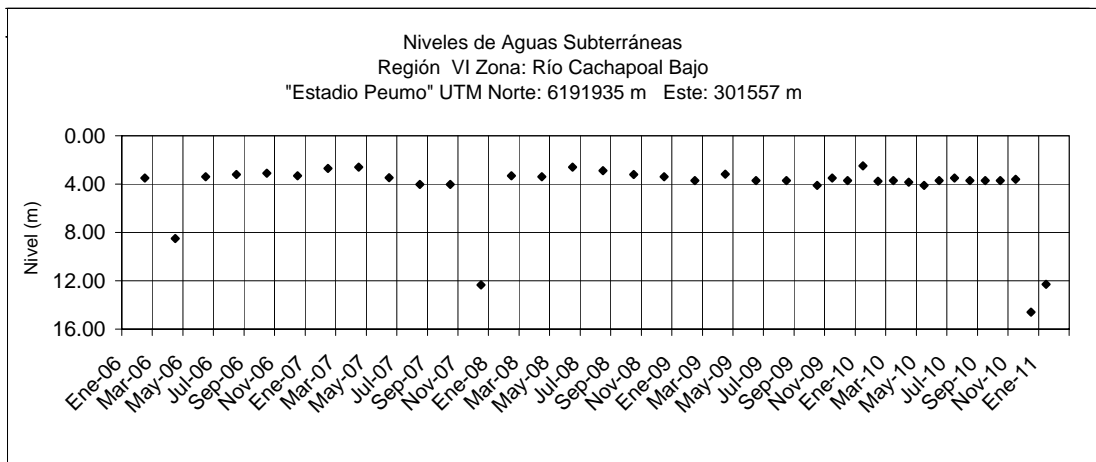 Niveles de Aguas Subterráneas
Región  VI Zona: Río Cachapoal Bajo
"Estadio Peumo" UTM Norte: 6191935 m   Este: 301557 m
Nivel (m)
0.00
4.00
8.00
12.00
16.00
Ene-06
Mar-06
May-06
Jul-06
Sep-06
Nov-06
Ene-07
Mar-07
May-07
Jul-07
Sep-07
Nov-07
Ene-08
Mar-08
May-08
Jul-08
Sep-08
Nov-08
Ene-09
Mar-09
May-09
Jul-09
Sep-09
Nov-09
Ene-10
Mar-10
May-10
Jul-10
Sep-10
Nov-10
Ene-11